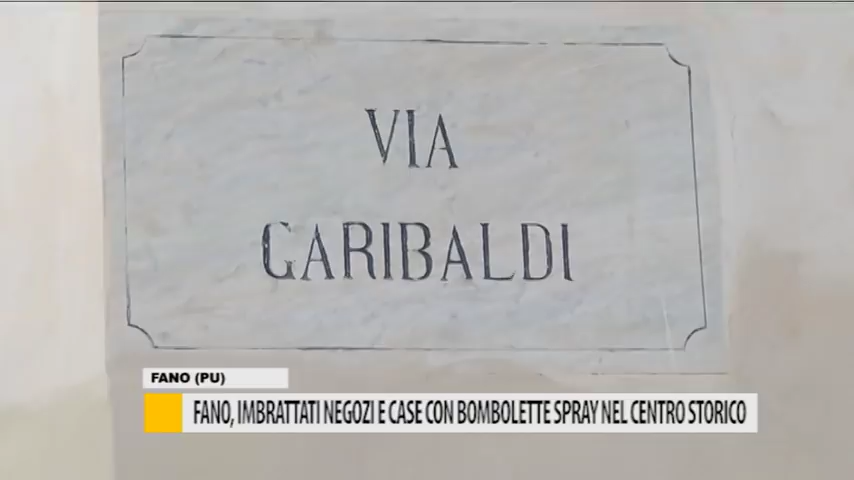 VIA
GARIBALDI
FANO (PU)
FANO, IMBRATTATI NEGOZI E CASE CON BOMBOLETTE SPRAY NEL CENTRO STORICO